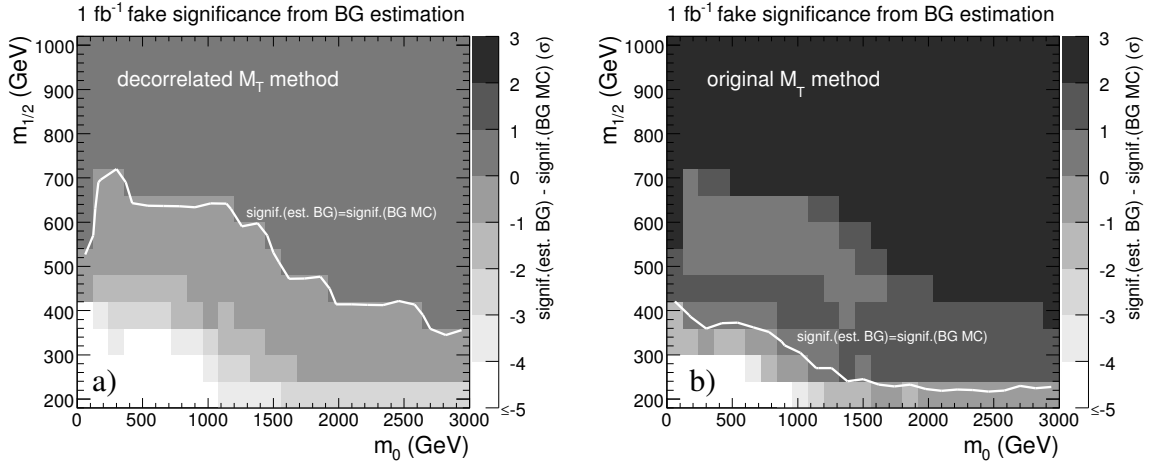 1 fb⁻¹ fake significance from BG estimation
m₁/₂ (GeV)
1000
900
800
700
600
500
400
300
200
decorrelated M_T method
signif.(est. BG)=signif.(BG MC)
a)
0 500 1000 1500 2000 2500 3000
m₀ (GeV)
3
2
1
0
-1
-2
-3
-4
≤-5
signif.(est. BG) - signif.(BG MC) (σ)
1 fb⁻¹ fake significance from BG estimation
m₁/₂ (GeV)
1000
900
800
700
600
500
400
300
200
original M_T method
signif.(est. BG)=signif.(BG MC)
b)
0 500 1000 1500 2000 2500 3000
m₀ (GeV)
3
2
1
0
-1
-2
-3
-4
≤-5
signif.(est. BG) - signif.(BG MC) (σ)